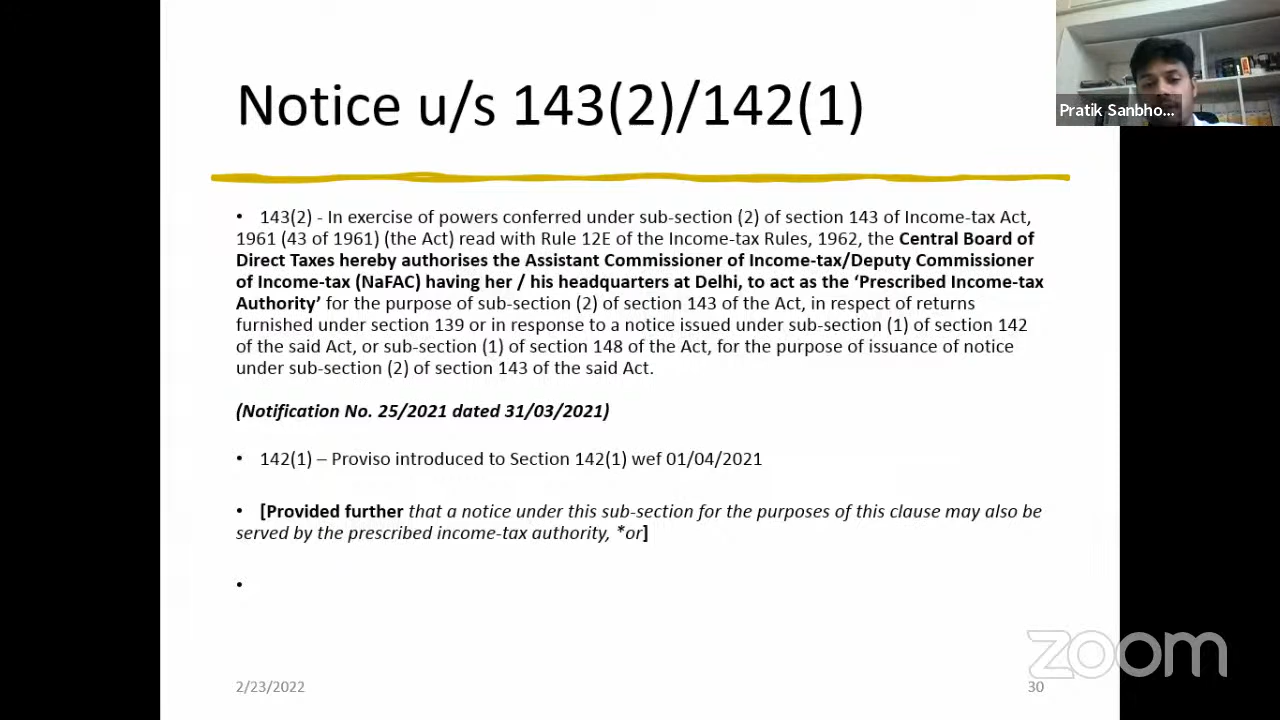 Notice u/s 143(2)/142(1)
Pratik Sanbho...
• 143(2) - In exercise of powers conferred under sub-section (2) of section 143 of Income-tax Act,
1961 (43 of 1961) (the Act) read with Rule 12E of the Income-tax Rules, 1962, the Central Board of
Direct Taxes hereby authorises the Assistant Commissioner of Income-tax/Deputy Commissioner
of Income-tax (NaFAC) having her / his headquarters at Delhi, to act as the ‘Prescribed Income-tax
Authority’ for the purpose of sub-section (2) of section 143 of the Act, in respect of returns
furnished under section 139 or in response to a notice issued under sub-section (1) of section 142
of the said Act, or sub-section (1) of section 148 of the Act, for the purpose of issuance of notice
under sub-section (2) of section 143 of the said Act.
(Notification No. 25/2021 dated 31/03/2021)
• 142(1) – Proviso introduced to Section 142(1) wef 01/04/2021
• [Provided further that a notice under this sub-section for the purposes of this clause may also be
served by the prescribed income-tax authority, *or]
•
zoom
2/23/2022
30